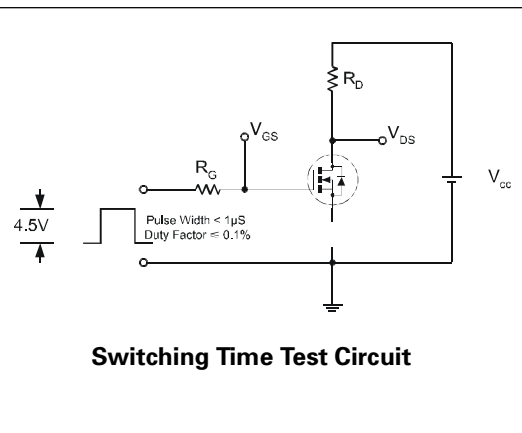 R_D
V_GS
V_DS
R_G
V_cc
4.5V
Pulse Width < 1μS
Duty Factor ≤ 0.1%
Switching Time Test Circuit